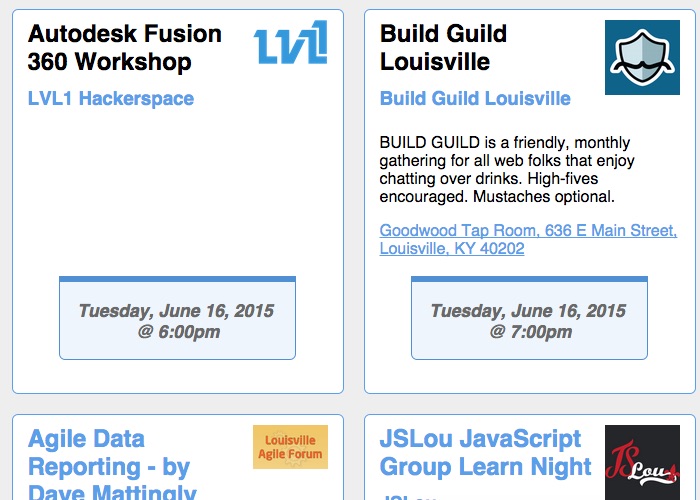 Autodesk Fusion
360 Workshop
LVL1
LVL1 Hackerspace
Tuesday, June 16, 2015
@ 6:00pm
Build Guild
Louisville
Build Guild Louisville
BUILD GUILD is a friendly, monthly
gathering for all web folks that enjoy
chatting over drinks. High-fives
encouraged. Mustaches optional.
Goodwood Tap Room, 636 E Main Street,
Louisville, KY 40202
Tuesday, June 16, 2015
@ 7:00pm
Agile Data
Reporting - by
Dave Mattingly
Louisville
Agile Forum
JSLou JavaScript
Group Learn Night
JSLou
JSLou